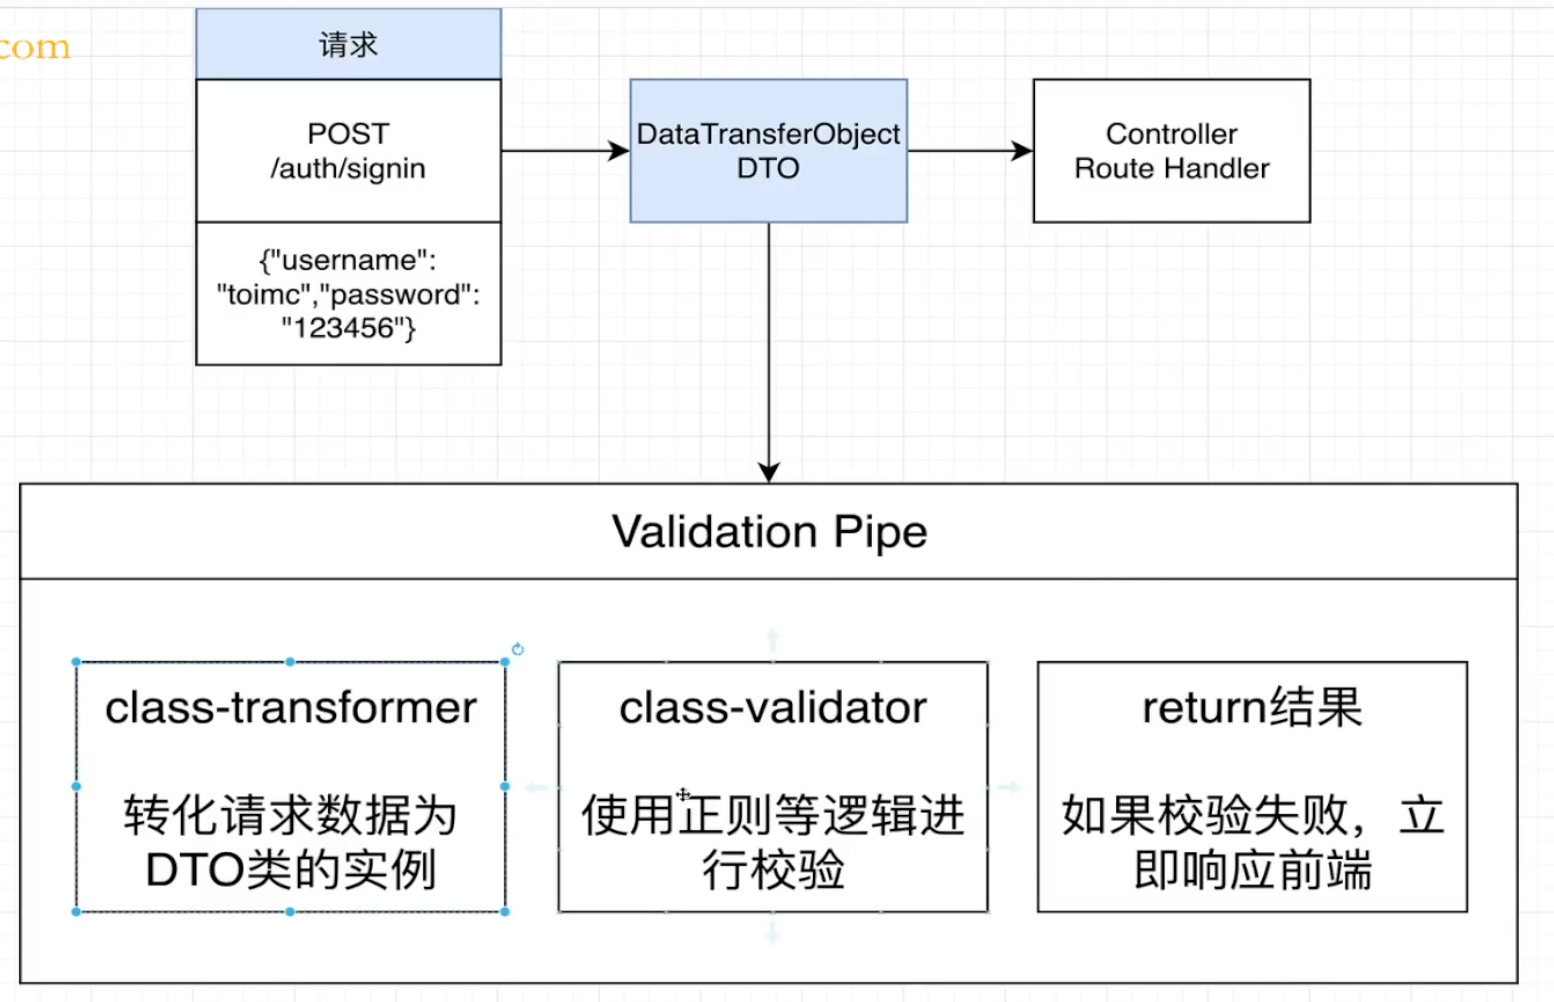 com
请求
POST
/auth/signin
{"username":
"toimc","password":
"123456"}
DataTransferObject
DTO
Controller
Route Handler
Validation Pipe
class-transformer
转化请求数据为
DTO类的实例
class-validator
使用正则等逻辑进
行校验
return结果
如果校验失败，立
即响应前端